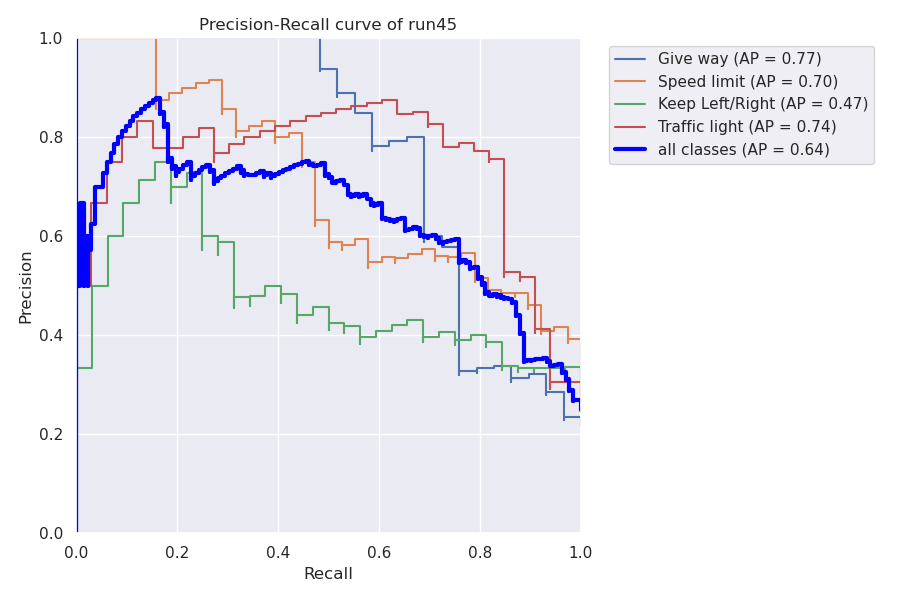 Precision-Recall curve of run45
1.0
0.8
0.6
0.4
0.2
0.0
Precision
0.0 0.2 0.4 0.6 0.8 1.0
Recall
Give way (AP = 0.77)
Speed limit (AP = 0.70)
Keep Left/Right (AP = 0.47)
Traffic light (AP = 0.74)
all classes (AP = 0.64)